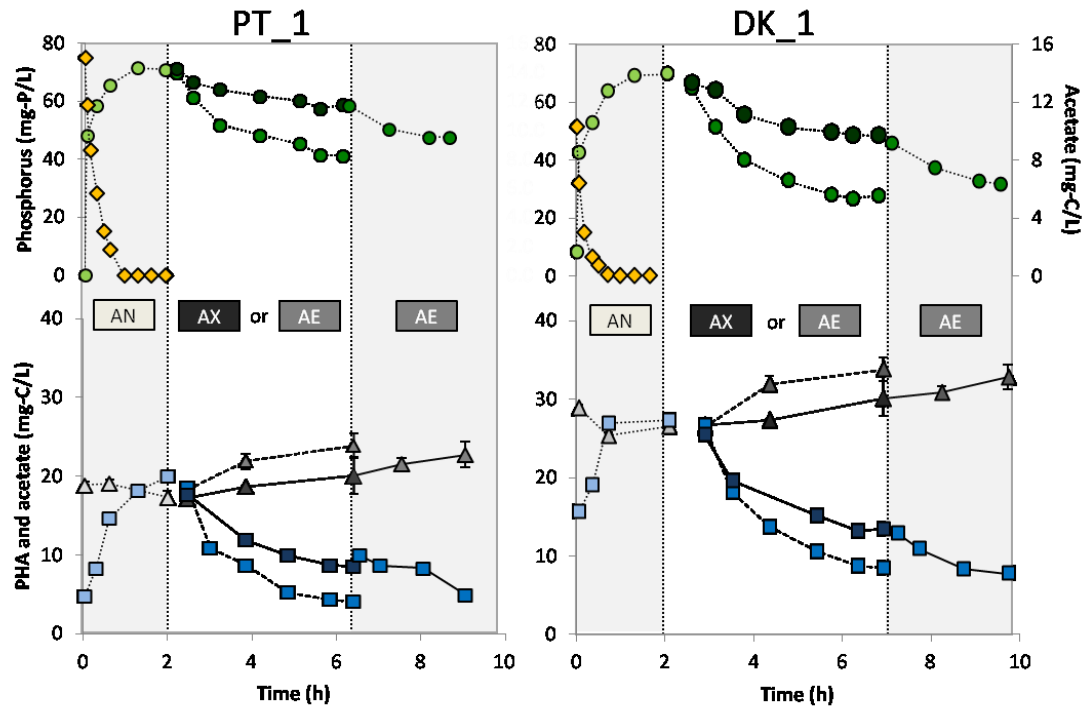 PT_1
DK_1
80
60
40
20
0
Phosphorus (mg-P/L)
80
60
40
20
0
16
12
8
4
0
Acetate (mg-C/L)
AN
AX or AE
AE
AN
AX or AE
AE
40
30
20
10
0
PHA and acetate (mg-C/L)
40
30
20
10
0
0 2 4 6 8 10
0 2 4 6 8 10
Time (h)
Time (h)